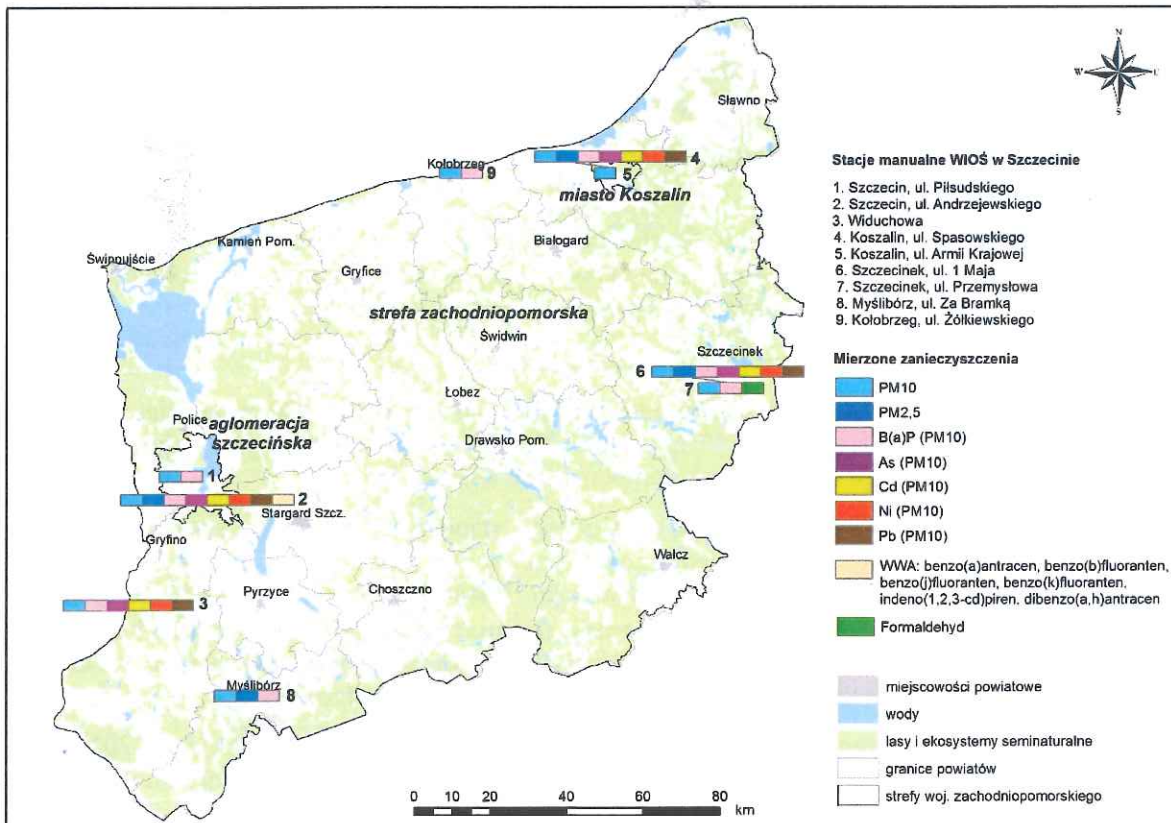 N
W
U
S
Sławno
Kołobrzeg
9
4
5
miasto Koszalin
Białogard
Kamień Pom.
Świnoujście
Gryfice
strefa zachodniopomorska
Świdwin
Szczecinek
6
7
Łobez
Police
aglomeracja
szczecińska
Drawsko Pom.
1
2
Stargard Szcz.
Gryfino
Wałcz
Choszczno
Pyrzyce
3
Myślibórz
8
0 5 10 20 40 60 80
km
Stacje manualne WIOŚ w Szczecinie
1. Szczecin, ul. Piłsudskiego
2. Szczecin, ul. Andrzejewskiego
3. Widuchowa
4. Koszalin, ul. Spasowskiego
5. Koszalin, ul. Armii Krajowej
6. Szczecinek, ul. 1 Maja
7. Szczecinek, ul. Przemysłowa
8. Myślibórz, ul. Za Bramką
9. Kołobrzeg, ul. Żółkiewskiego
Mierzone zanieczyszczenia
PM10
PM2,5
B(a)P (PM10)
As (PM10)
Cd (PM10)
Ni (PM10)
Pb (PM10)
WWA: benzo(a)antracen, benzo(b)fluoranten,
benzo(j)fluoranten, benzo(k)fluoranten,
indeno(1,2,3-cd)piren, dibenzo(a,h)antracen
Formaldehyd
miejscowości powiatowe
wody
lasy i ekosystemy seminaturalne
granice powiatów
strefy woj. zachodniopomorskiego